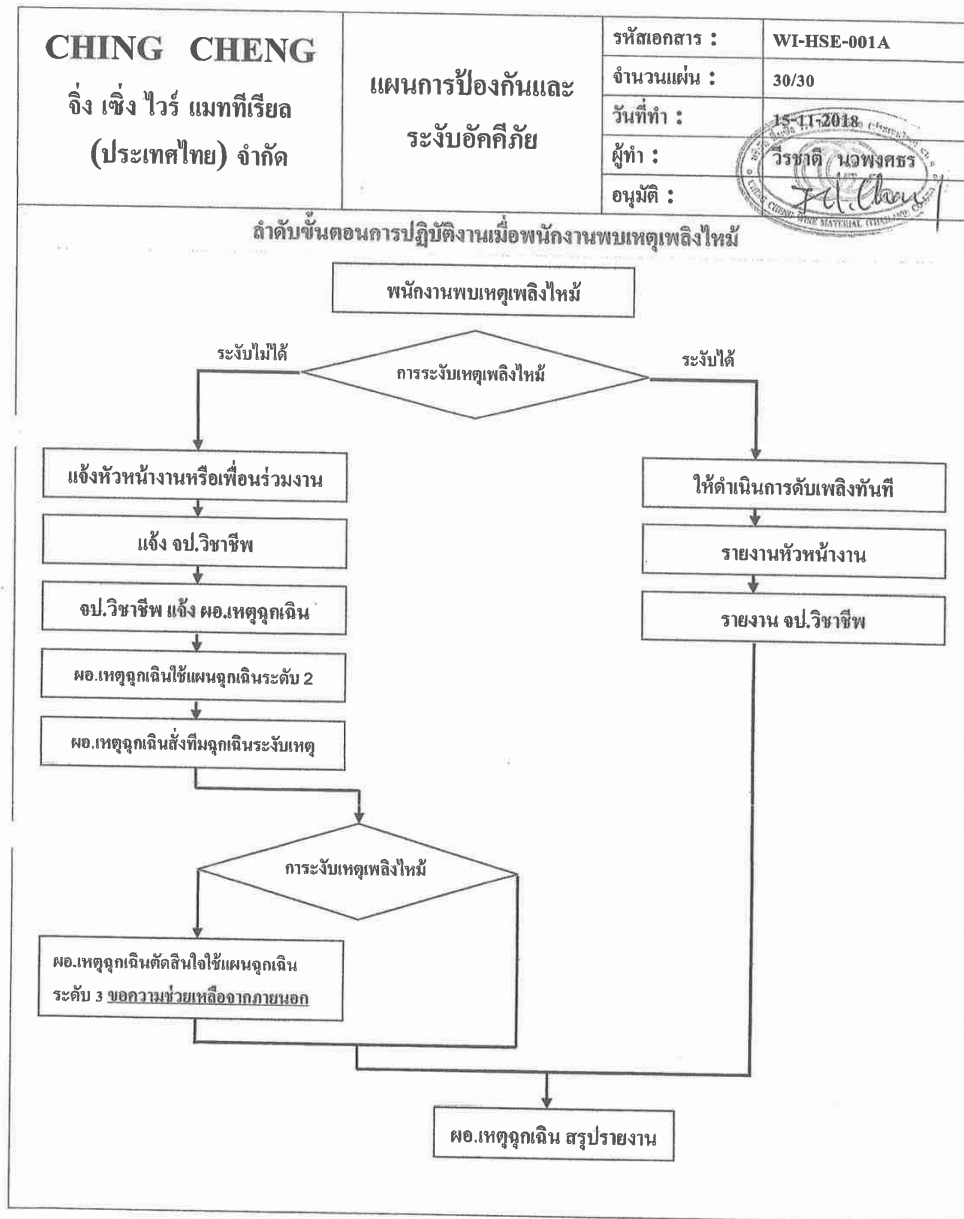 CHING CHENG
จิ่ง เซิ่ง ไวร์ แมททีเรียล
(ประเทศไทย) จำกัด
แผนการป้องกันและ
ระงับอัคคีภัย
รหัสเอกสาร : WI-HSE-001A
จำนวนแผ่น : 30/30
วันที่ทำ : 15-11-2018
ผู้ทำ : วีรชาติ นวพงศธร
อนุมัติ :
CHING CHENG WIRE MATERIAL (THAILAND) CO.,LTD.
ลำดับขั้นตอนการปฏิบัติงานเมื่อพนักงานพบเหตุเพลิงไหม้
พนักงานพบเหตุเพลิงไหม้
ระงับไม่ได้
การระงับเหตุเพลิงไหม้
ระงับได้
แจ้งหัวหน้างานหรือเพื่อนร่วมงาน
แจ้ง จป.วิชาชีพ
จป.วิชาชีพ แจ้ง ผอ.เหตุฉุกเฉิน
ผอ.เหตุฉุกเฉินใช้แผนฉุกเฉินระดับ 2
ผอ.เหตุฉุกเฉินสั่งทีมฉุกเฉินระงับเหตุ
ให้ดำเนินการดับเพลิงทันที
รายงานหัวหน้างาน
รายงาน จป.วิชาชีพ
การะงับเหตุเพลิงไหม้
ผอ.เหตุฉุกเฉินตัดสินใจใช้แผนฉุกเฉิน
ระดับ 3 ขอความช่วยเหลือจากภายนอก
ผอ.เหตุฉุกเฉิน สรุปรายงาน